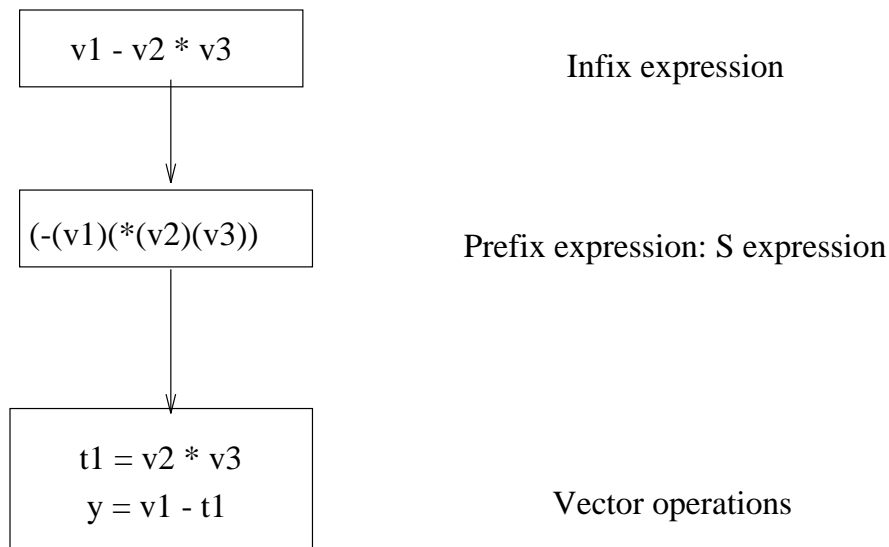 v1 - v2 * v3
Infix expression
(-(v1)(*(v2)(v3))
Prefix expression: S expression
t1 = v2 * v3
y = v1 - t1
Vector operations